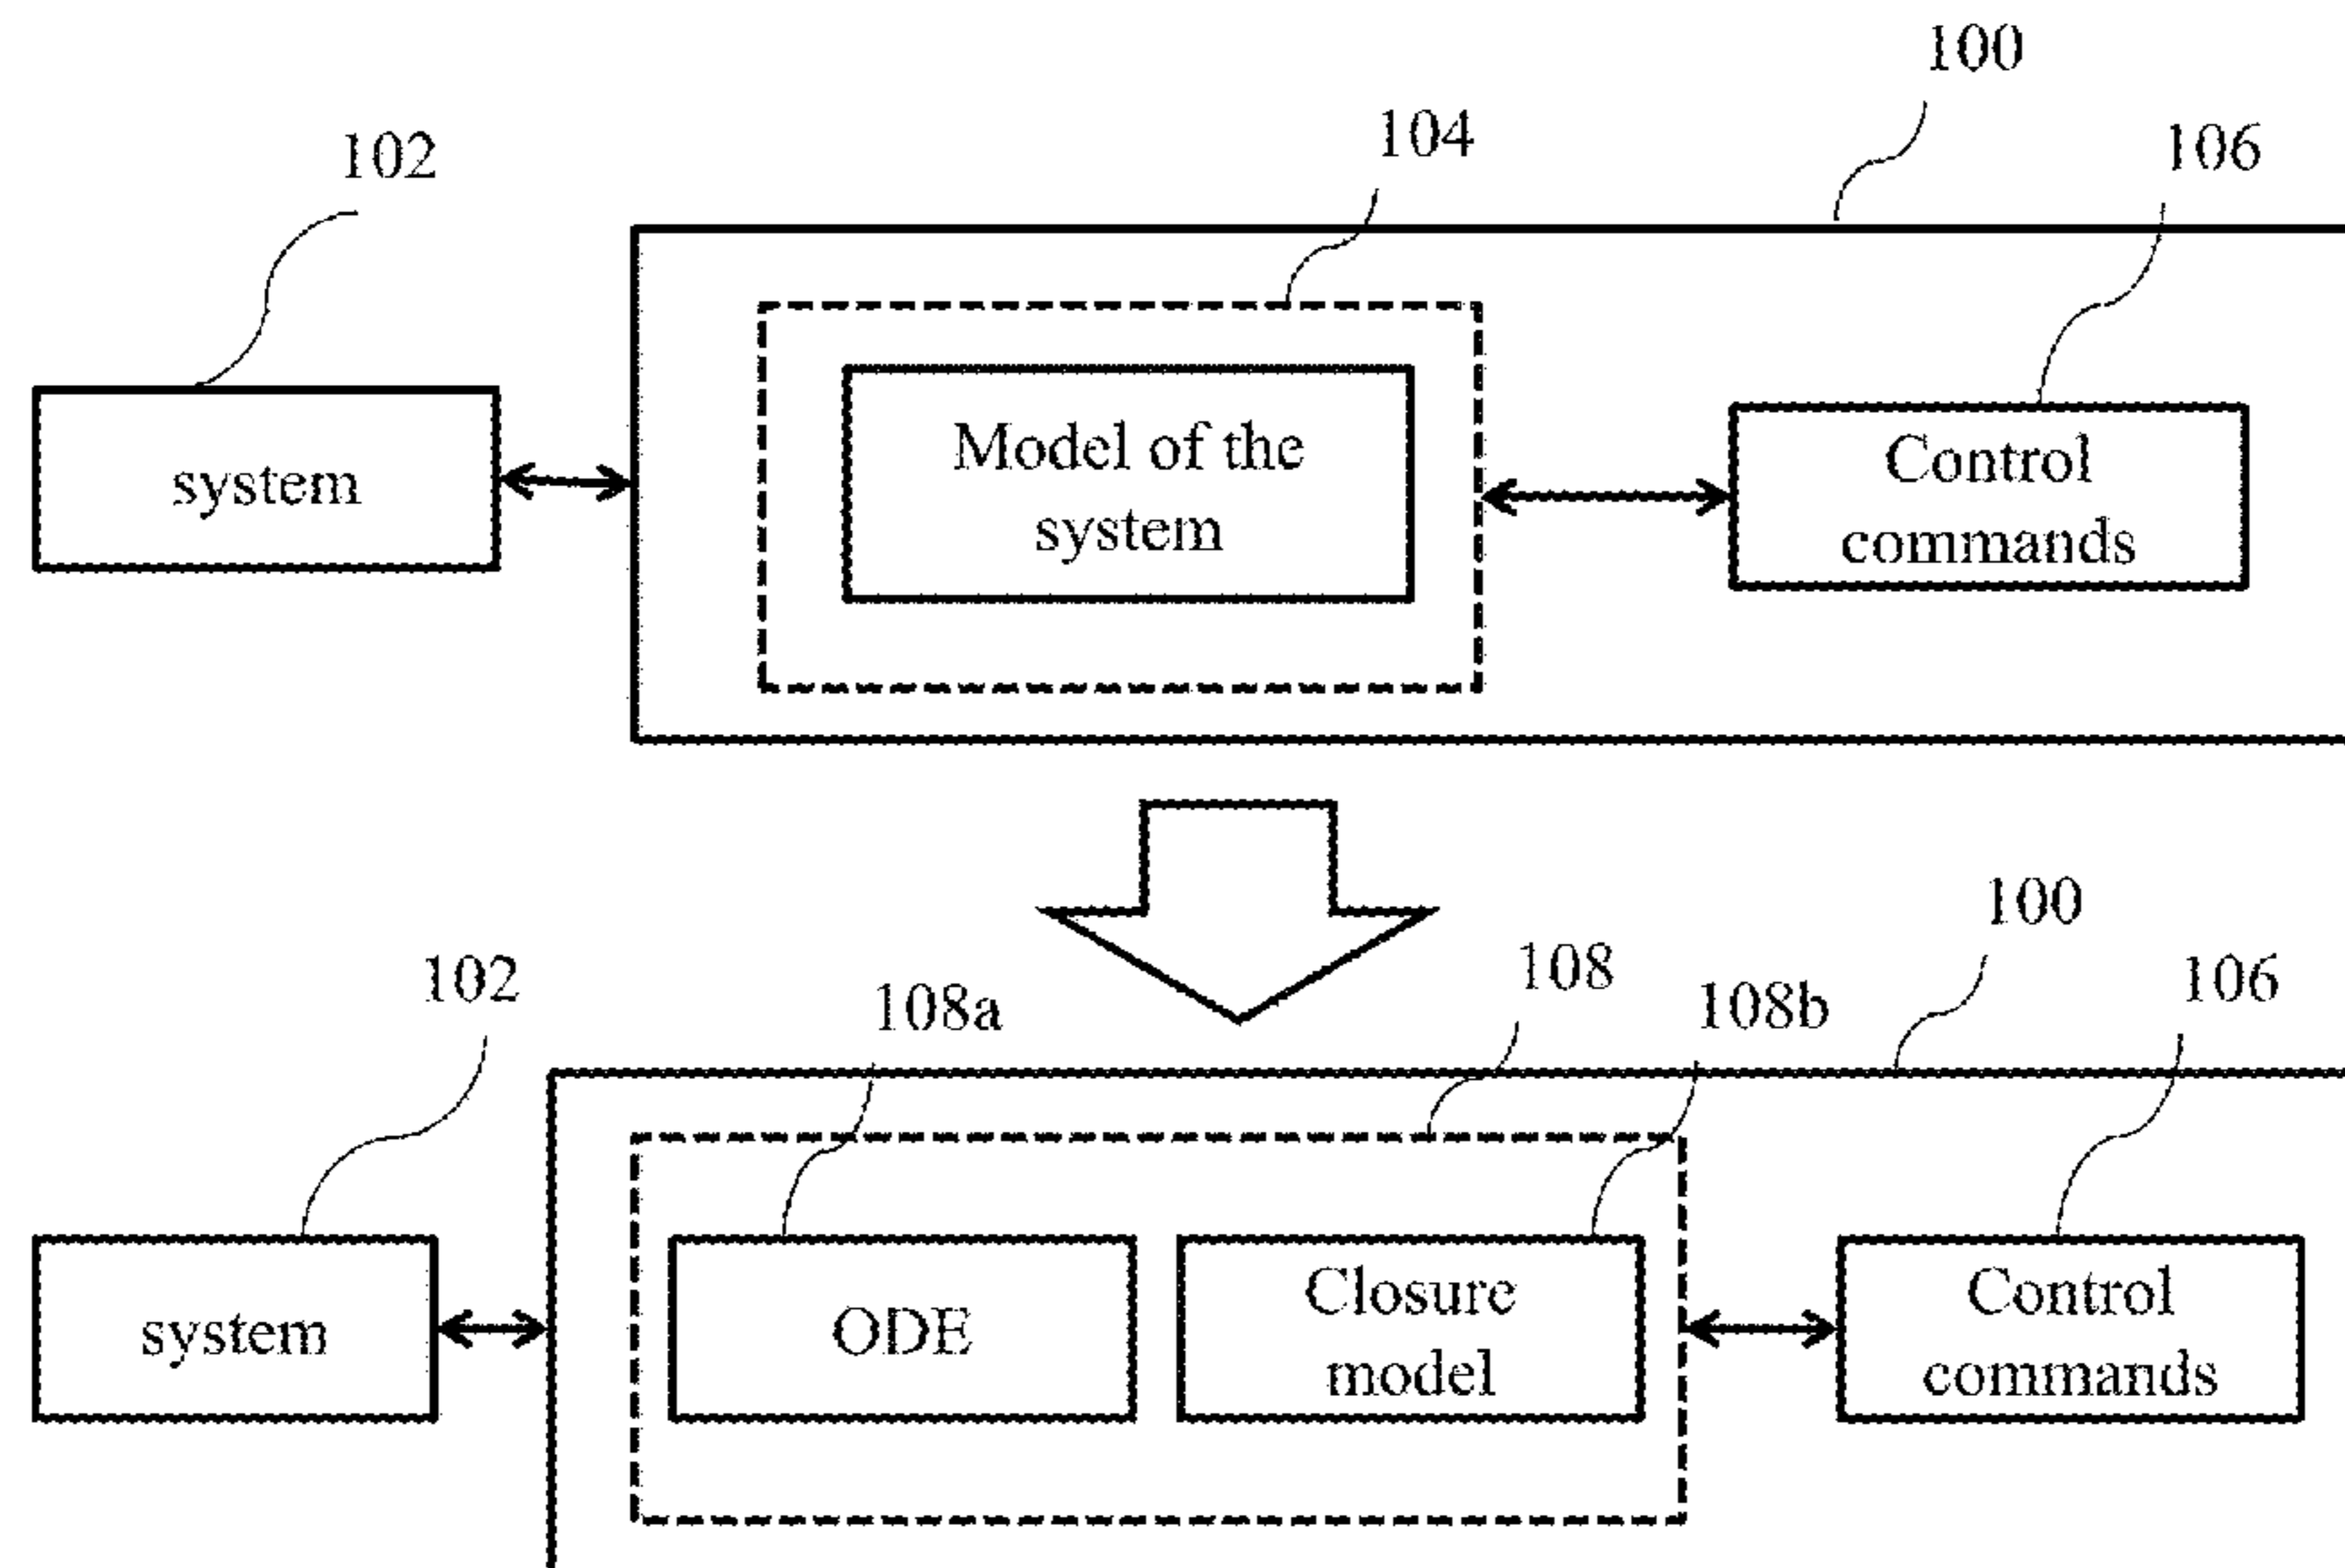 100
104
106
102
Model of the
system
system
Control
commands
100
108
106
102
108a
108b
system
ODE
Closure
model
Control
commands